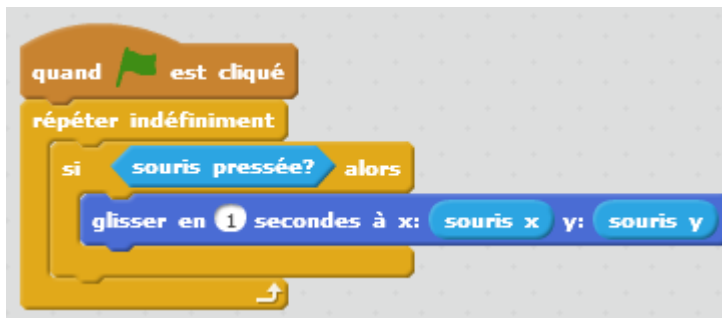 quand est cliqué
répéter indéfiniment
si souris pressée? alors
glisser en 1 secondes à x: souris x y: souris y